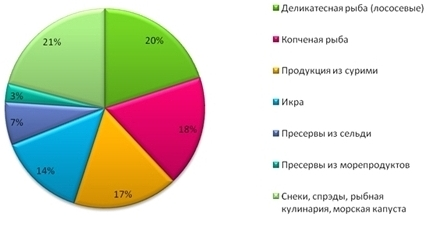 20%
18%
17%
14%
7%
3%
21%
Деликатесная рыба (лососевые)
Копченая рыба
Продукция из сурими
Икра
Пресервы из сельди
Пресервы из морепродуктов
Снеки, спрэды, рыбная
кулинария, морская капуста